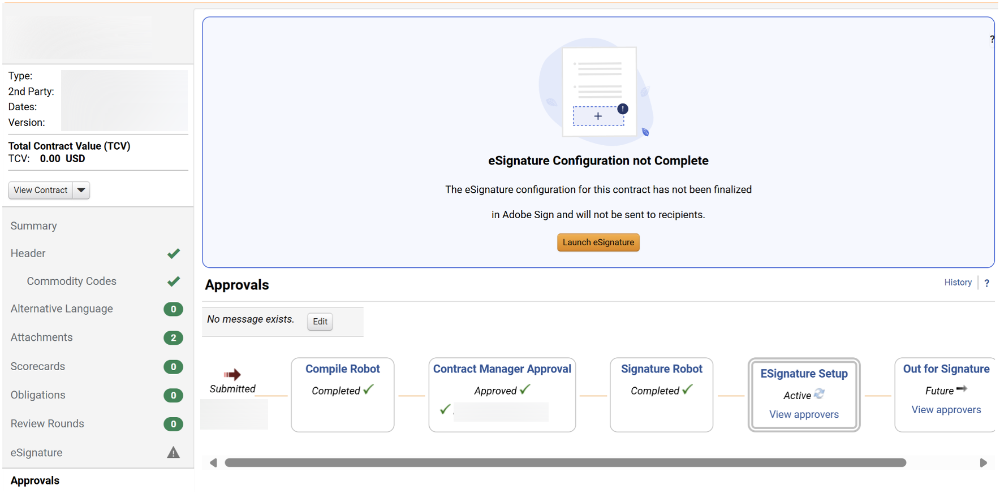 ?
Type:
2nd Party:
Dates:
Version:
Total Contract Value (TCV)
TCV: 0.00 USD
View Contract
Summary
Header
Commodity Codes
Alternative Language 0
Attachments 2
Scorecards 0
Obligations 0
Review Rounds 0
eSignature
Approvals
eSignature Configuration not Complete
The eSignature configuration for this contract has not been finalized
in Adobe Sign and will not be sent to recipients.
Launch eSignature
Approvals
History ?
No message exists. Edit
Submitted
Compile Robot
Completed
Contract Manager Approval
Approved
Signature Robot
Completed
ESignature Setup
Active
View approvers
Out for Signature
Future
View approvers